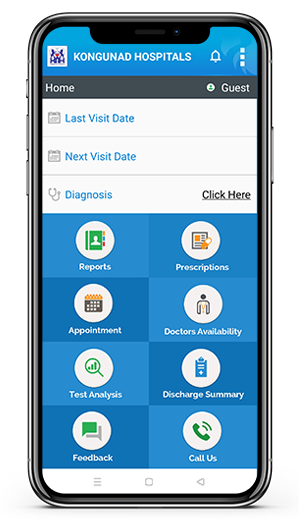 KONGUNAD HOSPITALS
Home Guest
Last Visit Date
Next Visit Date
Diagnosis Click Here
Reports Prescriptions
Appointment Doctors Availability
Test Analysis Discharge Summary
Feedback Call Us